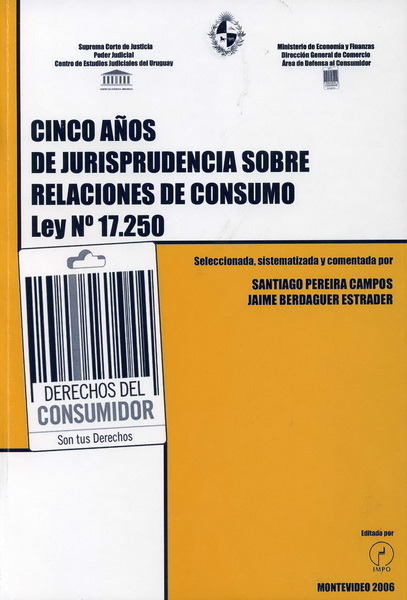 Suprema Corte de Justicia
Poder Judicial
Centro de Estudios Judiciales del Uruguay
Ministerio de Economía y Finanzas
Dirección General de Comercio
Área de Defensa al Consumidor
CINCO AÑOS
DE JURISPRUDENCIA SOBRE
RELACIONES DE CONSUMO
Ley Nº 17.250
Seleccionada, sistematizada y comentada por
SANTIAGO PEREIRA CAMPOS
JAIME BERDAGUER ESTRADER
DERECHOS DEL
CONSUMIDOR
Son tus Derechos
Editado por
IMPO
MONTEVIDEO 2006